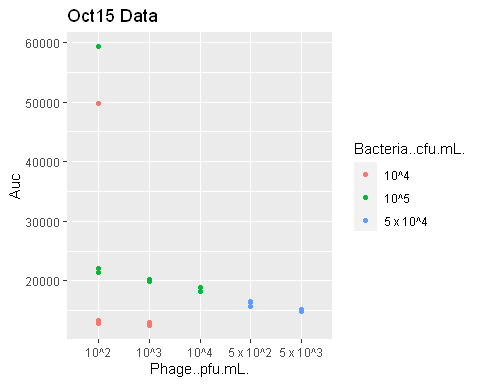 Oct15 Data
60000
50000
40000
30000
20000
Auc
10^2
10^3
10^4
5 x 10^2
5 x 10^3
Phage..pfu.mL.
Bacteria..cfu.mL.
10^4
10^5
5 x 10^4